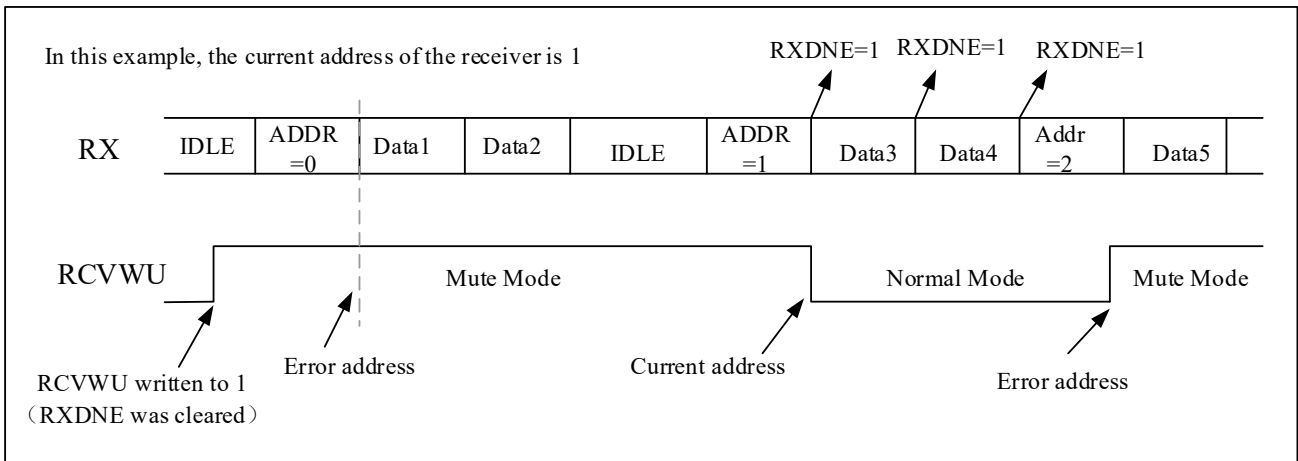 In this example, the current address of the receiver is 1
RXDNE=1
RXDNE=1
RXDNE=1
RX
IDLE
ADDR
=0
Data1
Data2
IDLE
ADDR
=1
Data3
Data4
Addr
=2
Data5
RCVWU
Mute Mode
Normal Mode
Mute Mode
Error address
Current address
Error address
RCVWU written to 1
（RXDNE was cleared）